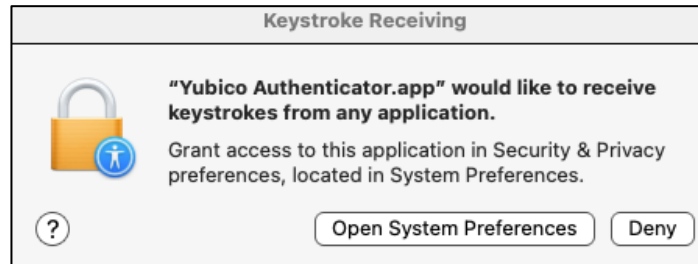 Keystroke Receiving
“Yubico Authenticator.app” would like to receive
keystrokes from any application.
Grant access to this application in Security & Privacy
preferences, located in System Preferences.
?
Open System Preferences
Deny